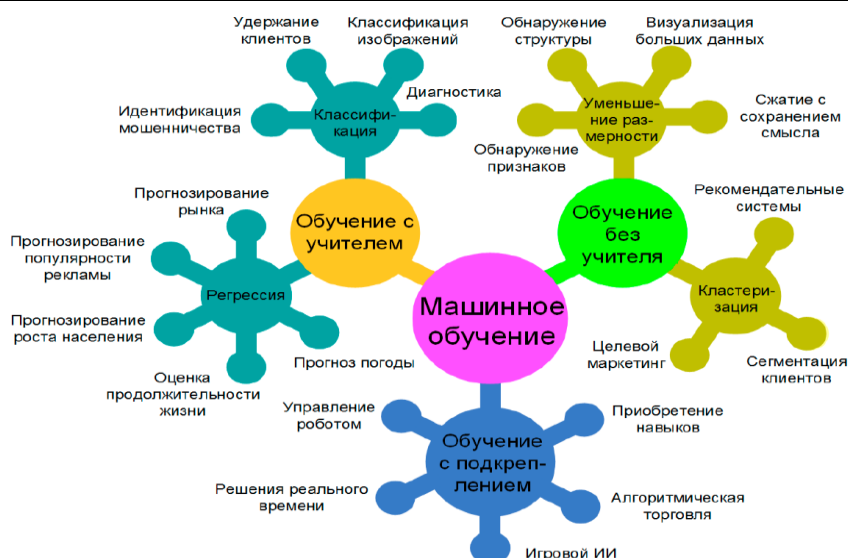 Удержание
клиентов
Классификация
изображений
Диагностика
Идентификация
мошенничества
Классифи-
кация
Обнаружение
структуры
Визуализация
больших данных
Уменьше-
ние раз-
мерности
Сжатие с
сохранением
смысла
Обнаружение
признаков
Обучение с
учителем
Обучение
без
учителя
Прогнозирование
рынка
Прогнозирование
популярности
рекламы
Регрессия
Прогнозирование
роста населения
Оценка
продолжительности
жизни
Прогноз погоды
Рекомендательные
системы
Кластери-
зация
Целевой
маркетинг
Сегментация
клиентов
Машинное
обучение
Управление
роботом
Приобретение
навыков
Обучение
с подкреп-
лением
Решения реального
времени
Алгоритмическая
торговля
Игровой ИИ